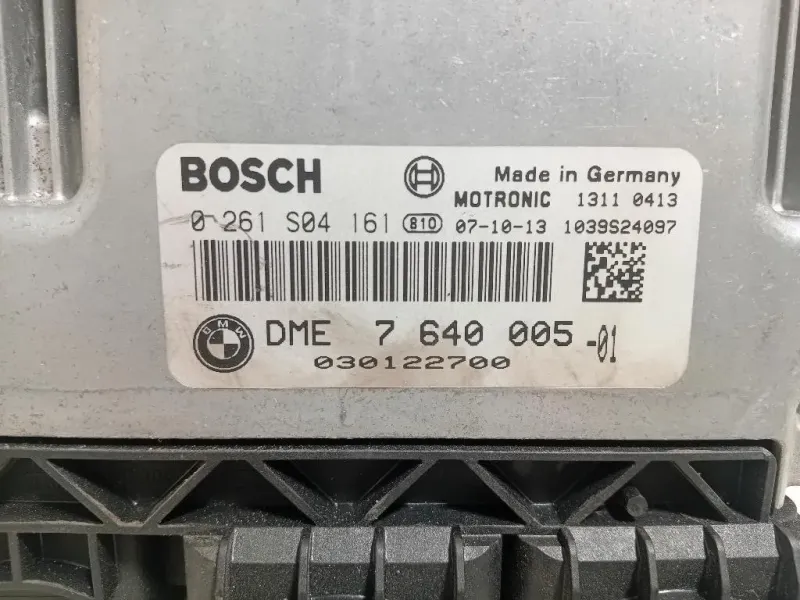 BOSCH
Made in Germany
MOTRONIC 1311 0413
0 261 S04 161 810 07-10-13 1039S24097
BMW
DME 7 640 005 -01
030122700